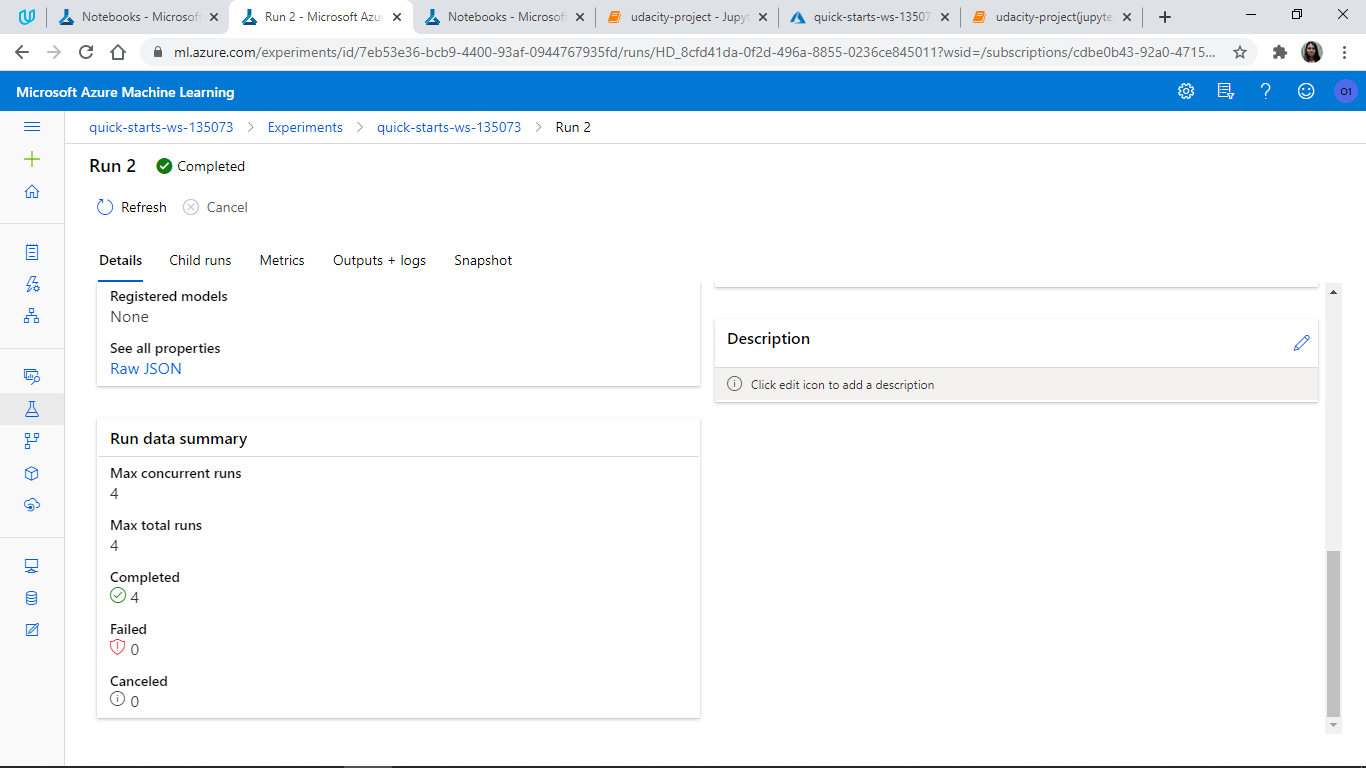 Notebooks - Microsoft
Run 2 - Microsoft Azur
Notebooks - Microsoft
udacity-project - Jupyt
quick-starts-ws-13507
udacity-project(jupyte
ml.azure.com/experiments/id/7eb53e36-bcb9-4400-93af-0944767935fd/runs/HD_8cfd41da-0f2d-496a-8855-0236ce845011?wsid=/subscriptions/cdbe0b43-92a0-4715...
Microsoft Azure Machine Learning
O1
quick-starts-ws-135073 > Experiments > quick-starts-ws-135073 > Run 2
Run 2 Completed
Refresh Cancel
Details Child runs Metrics Outputs + logs Snapshot
Registered models
None
See all properties
Raw JSON
Description
Click edit icon to add a description
Run data summary
Max concurrent runs
4
Max total runs
4
Completed
4
Failed
0
Canceled
0